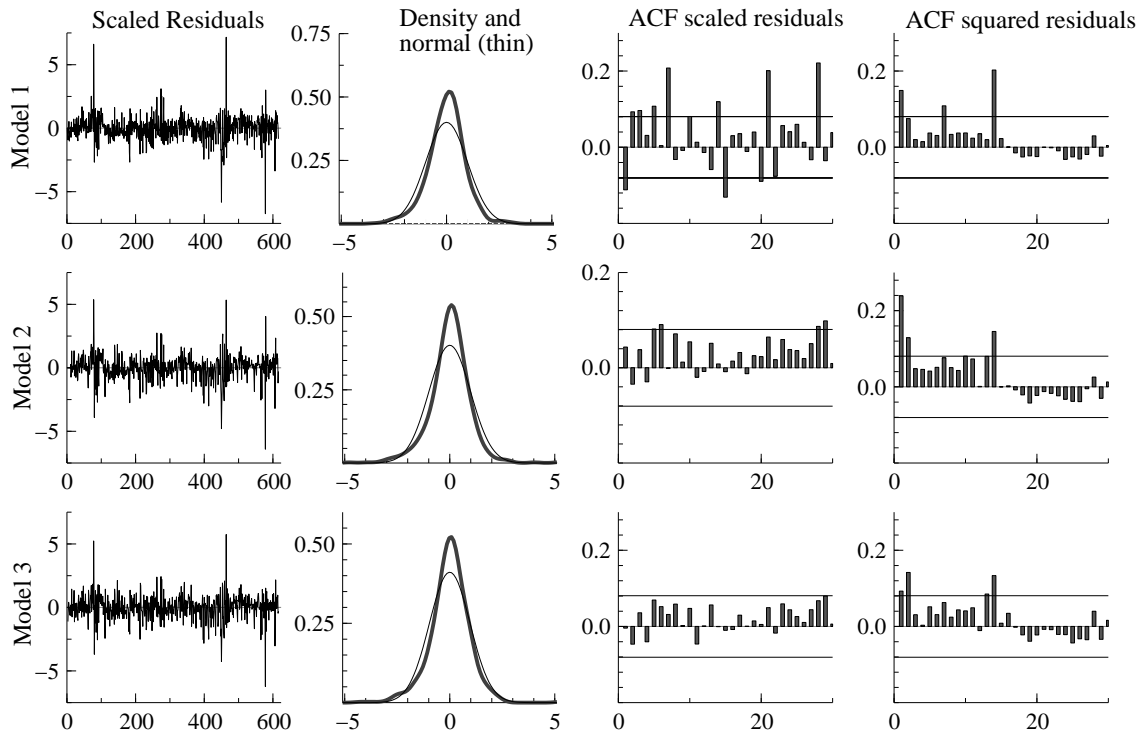 Scaled Residuals
Density and
normal (thin)
ACF scaled residuals
ACF squared residuals
Model 1
5
0
−5
0 200 400 600
0.75
0.50
0.25
−5 0 5
0.2
0.0
0 20
0.2
0.0
0 20
Model 2
5
0
−5
0 200 400 600
0.50
0.25
−5 0 5
0.2
0.0
0 20
0.2
0.0
0 20
Model 3
5
0
−5
0 200 400 600
0.50
0.25
−5 0 5
0.2
0.0
0 20
0.2
0.0
0 20